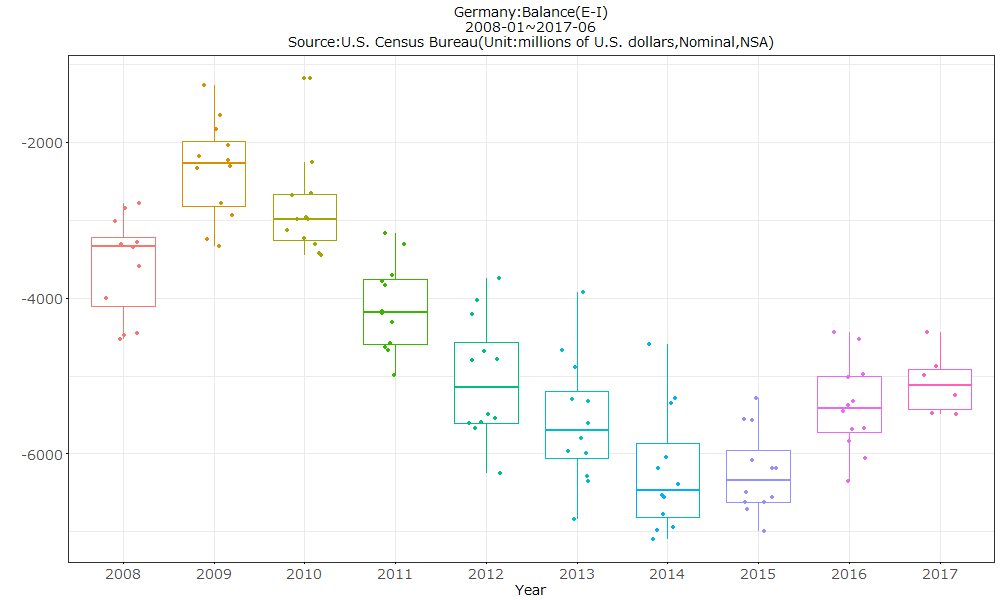 Germany:Balance(E-I)
2008-01~2017-06
Source:U.S. Census Bureau(Unit:millions of U.S. dollars,Nominal,NSA)
-2000
-4000
-6000
2008 2009 2010 2011 2012 2013 2014 2015 2016 2017
Year